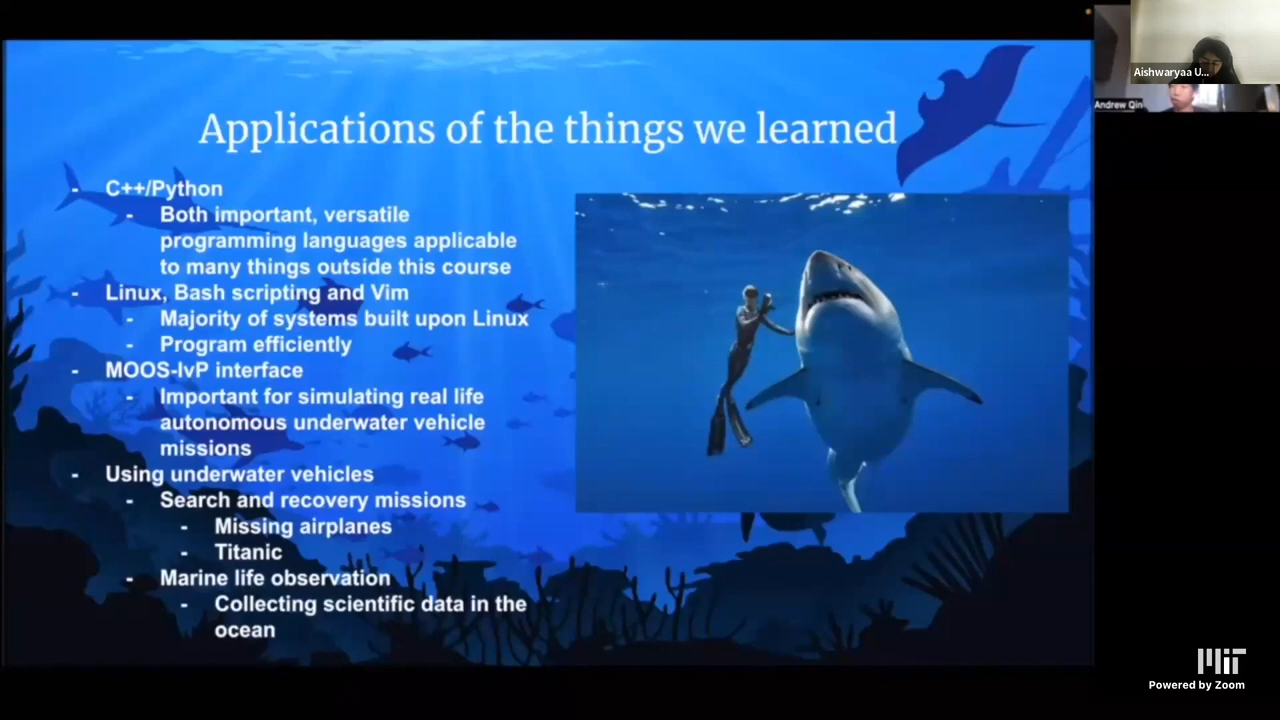 Applications of the things we learned
- C++/Python
- Both important, versatile
programming languages applicable
to many things outside this course
- Linux, Bash scripting and Vim
- Majority of systems built upon Linux
- Program efficiently
- MOOS-IvP interface
- Important for simulating real life
autonomous underwater vehicle
missions
- Using underwater vehicles
- Search and recovery missions
- Missing airplanes
- Titanic
- Marine life observation
- Collecting scientific data in the
ocean
Aishwaryaa U...
Andrew Qin
MIT
Powered by Zoom